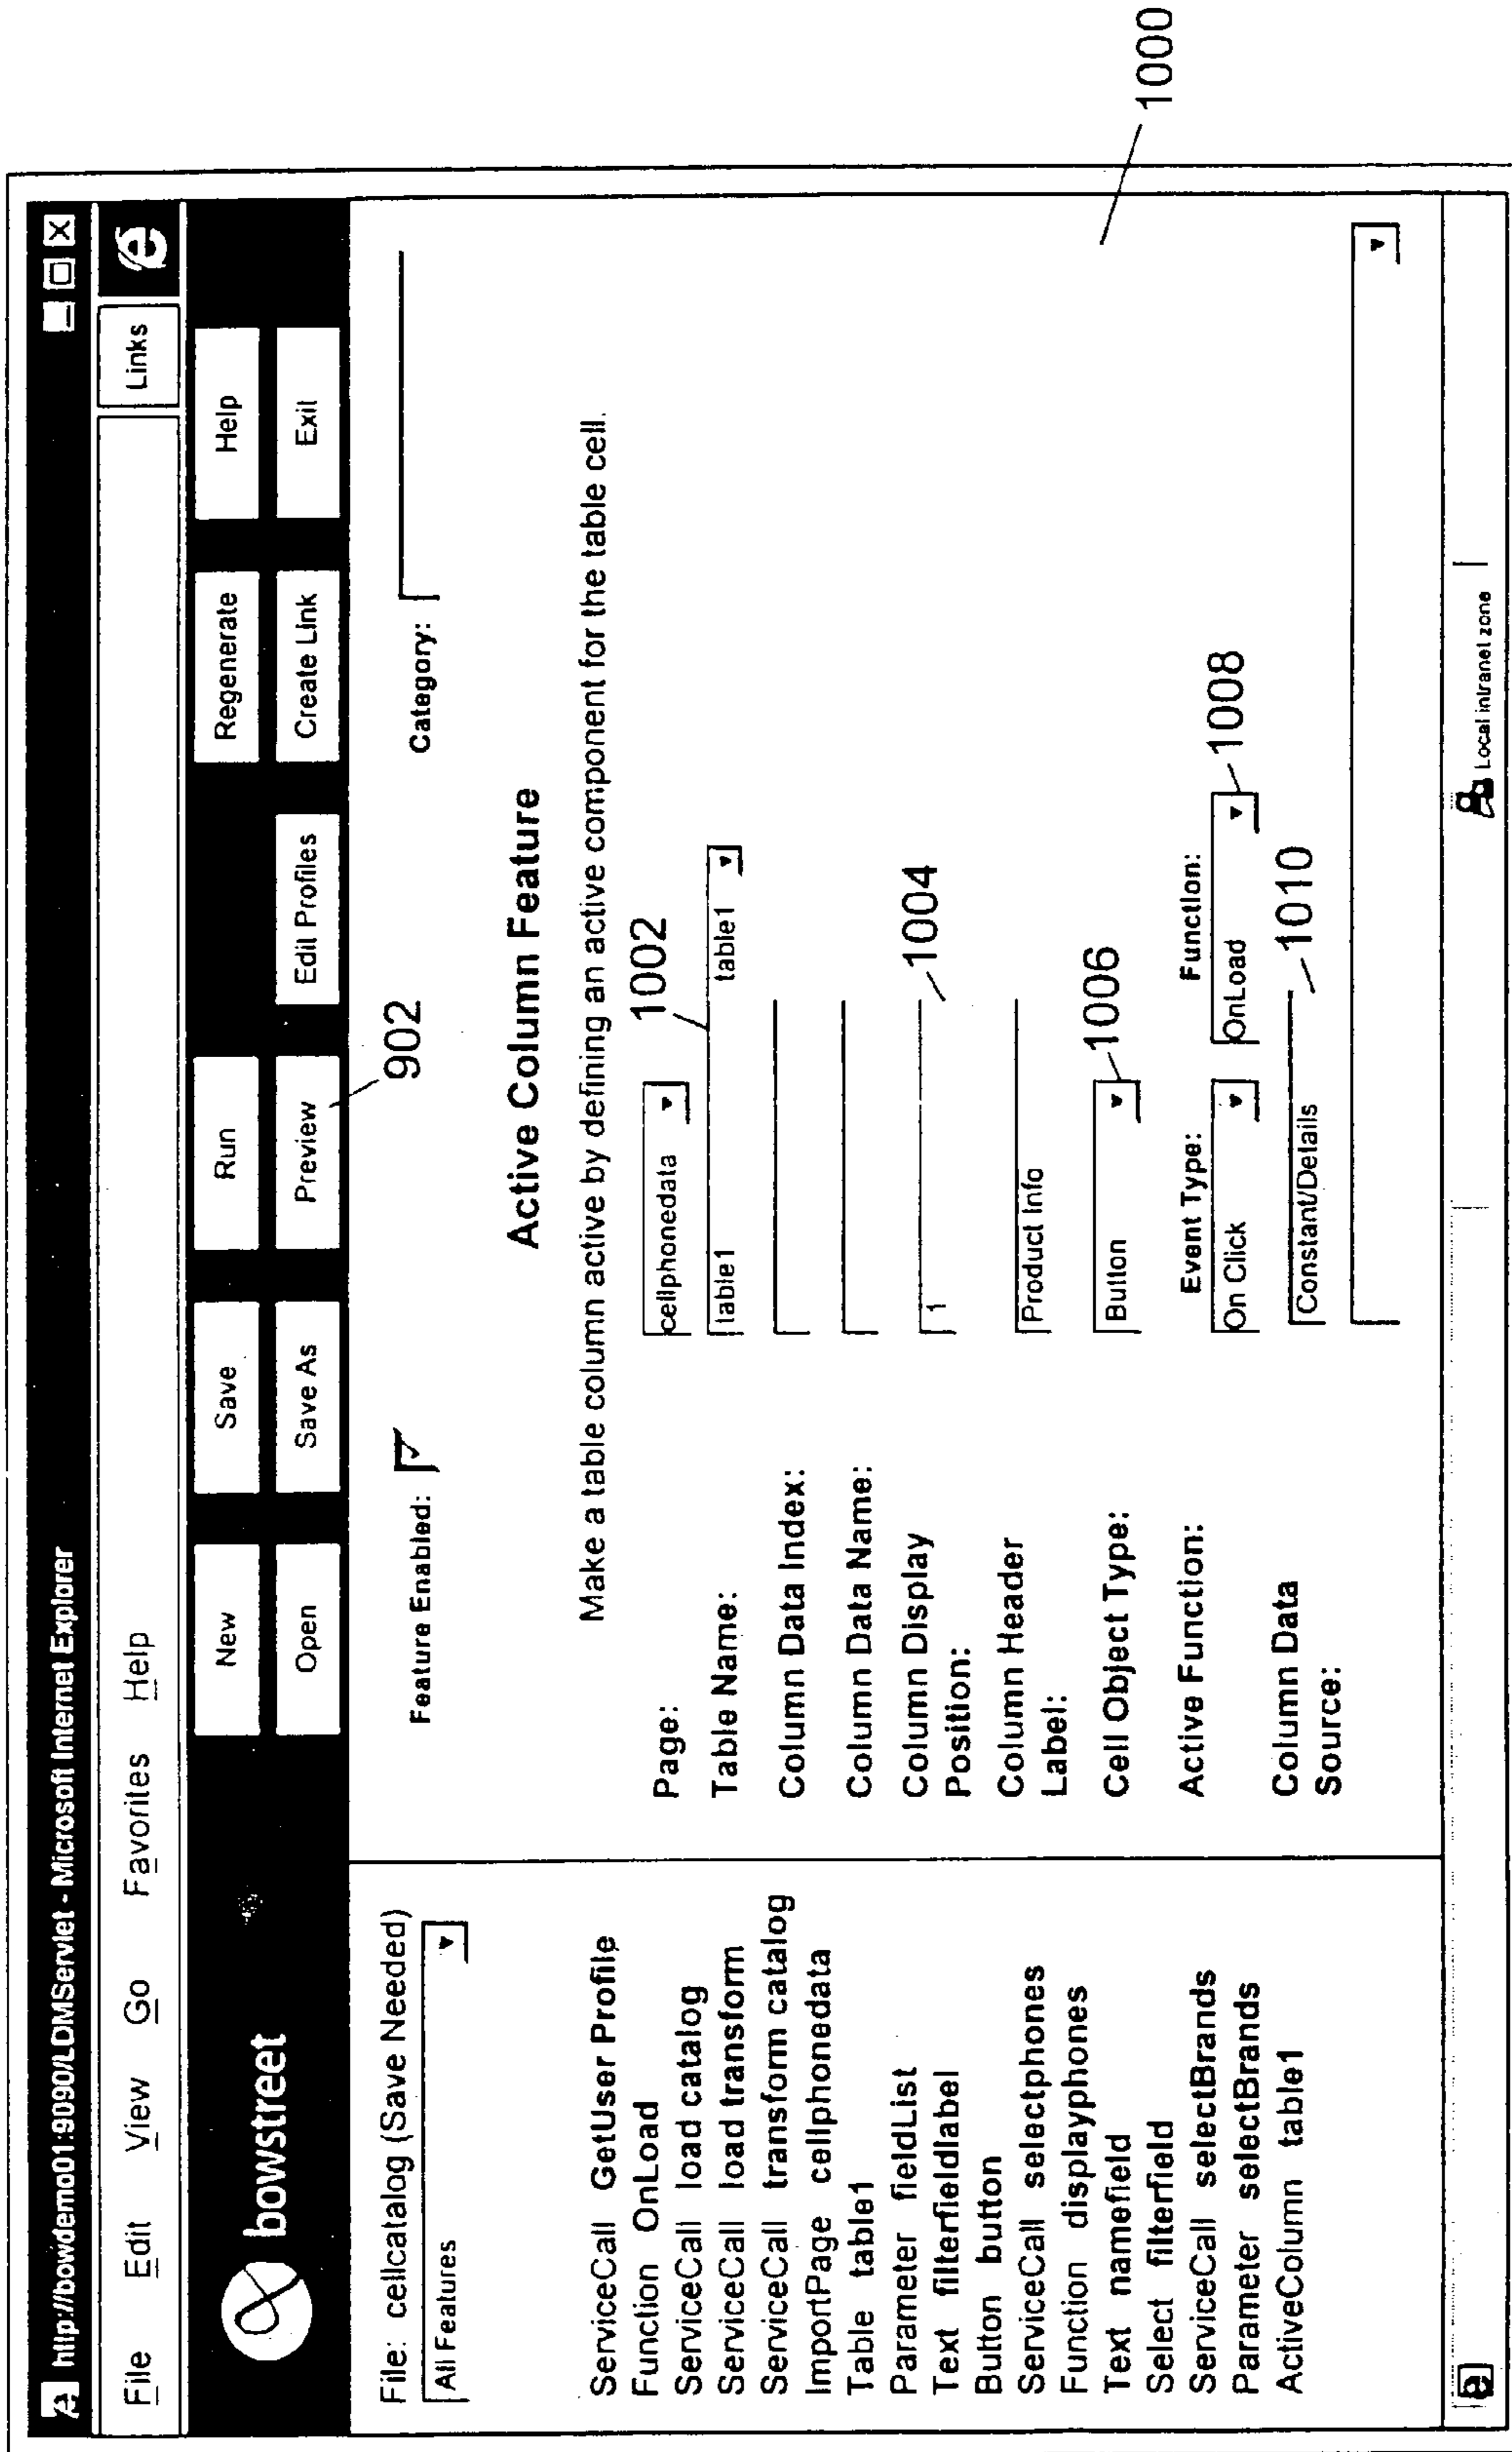 http://bowdemo01:9090/LDMServlet - Microsoft Internet Explorer
File Edit View Go Favorites Help
Links
bowstreet
New Save Run Regenerate Help
Open Save As Preview Edit Profiles Create Link Exit
902
File: cellcatalog (Save Needed)
All Features
ServiceCall GetUser Profile
Function OnLoad
ServiceCall load catalog
ServiceCall load transform
ServiceCall transform catalog
ImportPage cellphonedata
Table table1
Parameter fieldList
Text filterfieldlabel
Button button
ServiceCall selectphones
Function displayphones
Text namefield
Select filterfield
ServiceCall selectBrands
Parameter selectBrands
ActiveColumn table1
Feature Enabled:
Category:
Active Column Feature
Make a table column active by defining an active component for the table cell.
Page: cellphonedata
1002
Table Name: table1 table1
Column Data Index:
Column Data Name:
Column Display Position: 1
1004
Column Header Label: Product Info
Cell Object Type: Button
1006
Event Type: Function:
Active Function: On Click OnLoad
1008
Column Data Source: Constant/Details
1010
1000
Local intranet zone